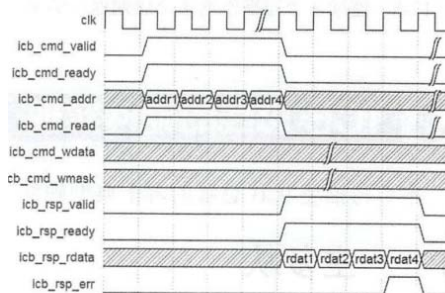 clk
icb_cmd_valid
icb_cmd_ready
icb_cmd_addr addr1 addr2 addr3 addr4
icb_cmd_read
icb_cmd_wdata
cb_cmd_wmask
icb_rsp_valid
icb_rsp_ready
icb_rsp_rdata rdat1 rdat2 rdat3 rdat4
icb_rsp_err